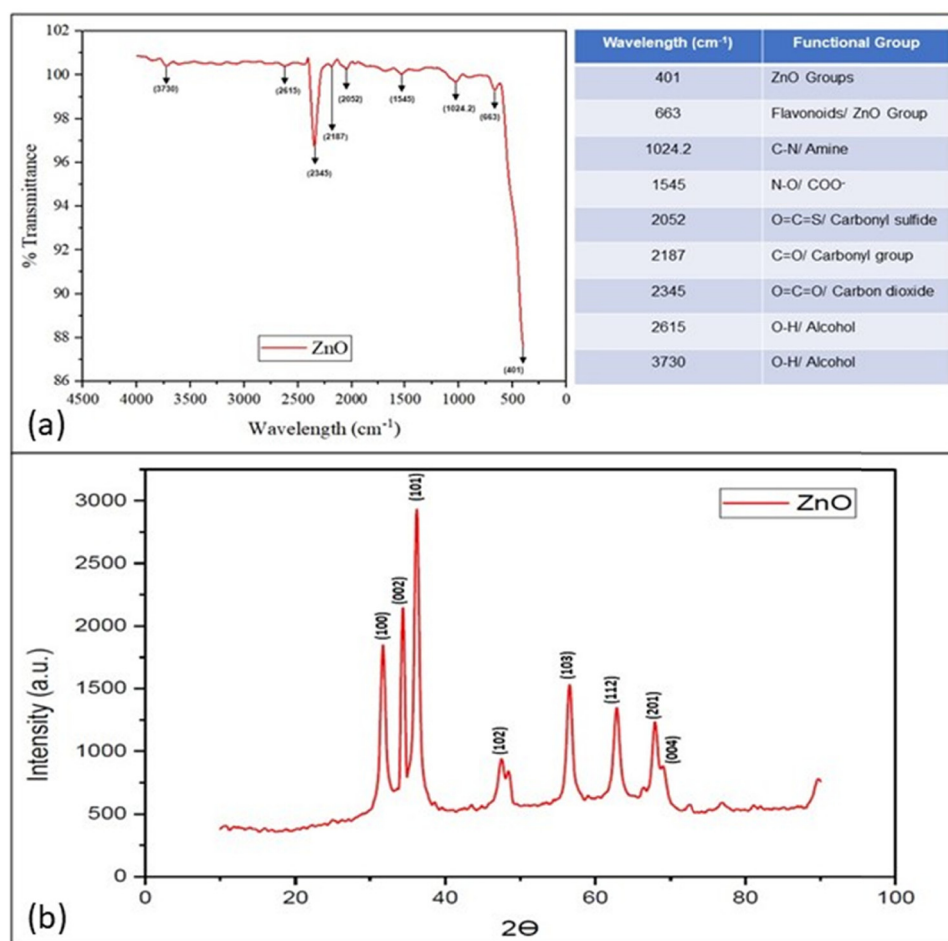 102
100
98
96
94
92
90
88
86
% Transmittance
(3730)
(2615)
(2345)
(2187)
(2052)
(1545)
(1024.2)
(663)
(401)
ZnO
4500 4000 3500 3000 2500 2000 1500 1000 500 0
Wavelength (cm⁻¹)
(a)
Wavelength (cm⁻¹) Functional Group
401 ZnO Groups
663 Flavonoids/ ZnO Group
1024.2 C-N/ Amine
1545 N-O/ COO⁻
2052 O=C=S/ Carbonyl sulfide
2187 C=O/ Carbonyl group
2345 O=C=O/ Carbon dioxide
2615 O-H/ Alcohol
3730 O-H/ Alcohol
3000
2500
2000
1500
1000
500
0
Intensity (a.u.)
(100)
(002)
(101)
(102)
(103)
(112)
(201)
(004)
ZnO
0 20 40 60 80 100
2Θ
(b)